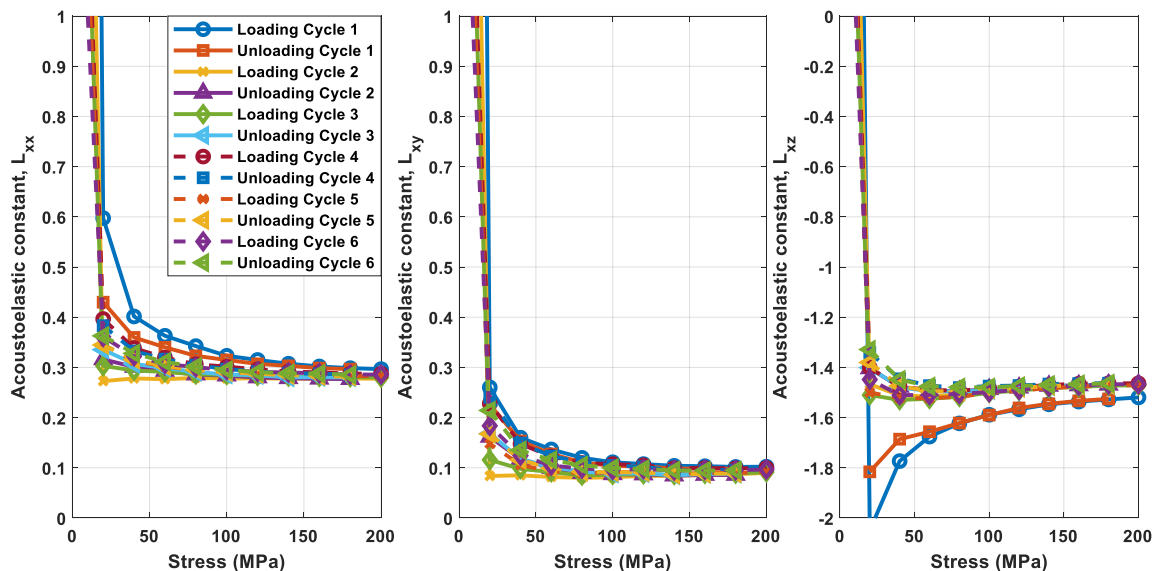 Acoustoelastic constant, Lxx
1
0.9
0.8
0.7
0.6
0.5
0.4
0.3
0.2
0.1
0
0
50
100
150
200
Stress (MPa)
Loading Cycle 1
Unloading Cycle 1
Loading Cycle 2
Unloading Cycle 2
Loading Cycle 3
Unloading Cycle 3
Loading Cycle 4
Unloading Cycle 4
Loading Cycle 5
Unloading Cycle 5
Loading Cycle 6
Unloading Cycle 6
Acoustoelastic constant, Lxy
1
0.9
0.8
0.7
0.6
0.5
0.4
0.3
0.2
0.1
0
0
50
100
150
200
Stress (MPa)
Acoustoelastic constant, Lxz
0
-0.2
-0.4
-0.6
-0.8
-1
-1.2
-1.4
-1.6
-1.8
-2
0
50
100
150
200
Stress (MPa)